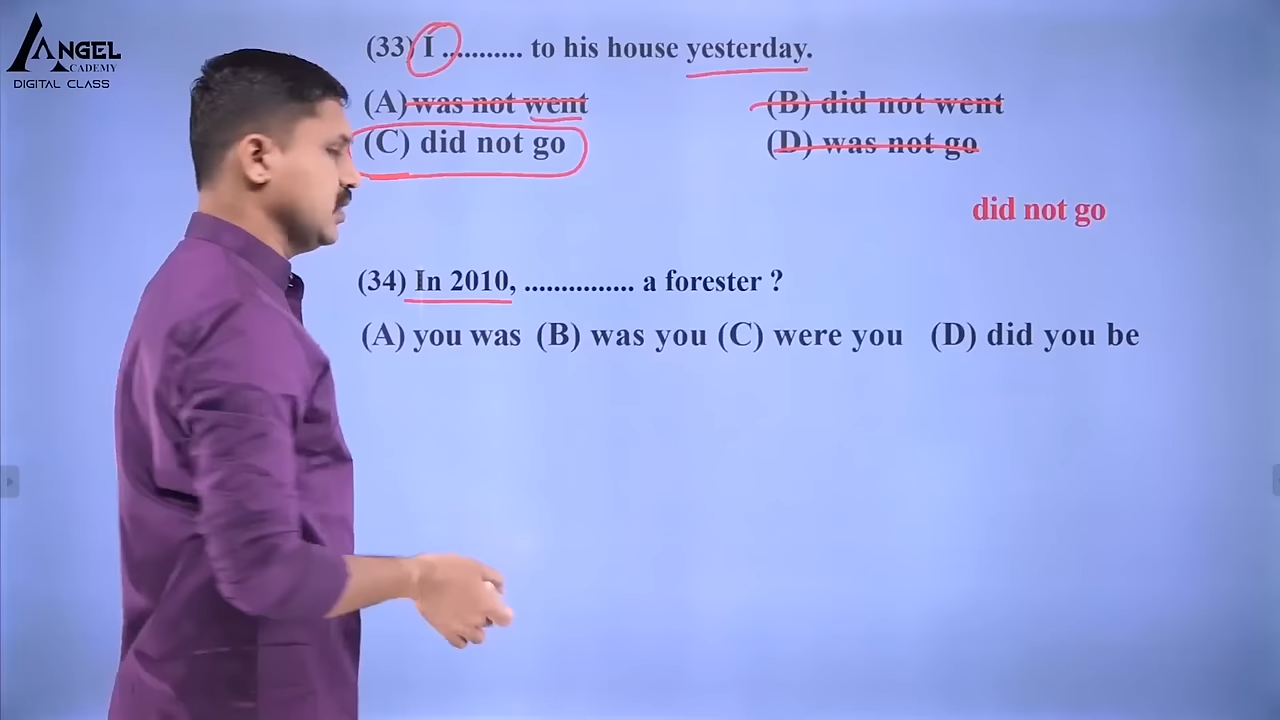 ANGEL
ACADEMY
DIGITAL CLASS
(33) I ........... to his house yesterday.
(A) was not went (B) did not went
(C) did not go (D) was not go
did not go
(34) In 2010, ............... a forester ?
(A) you was (B) was you (C) were you (D) did you be